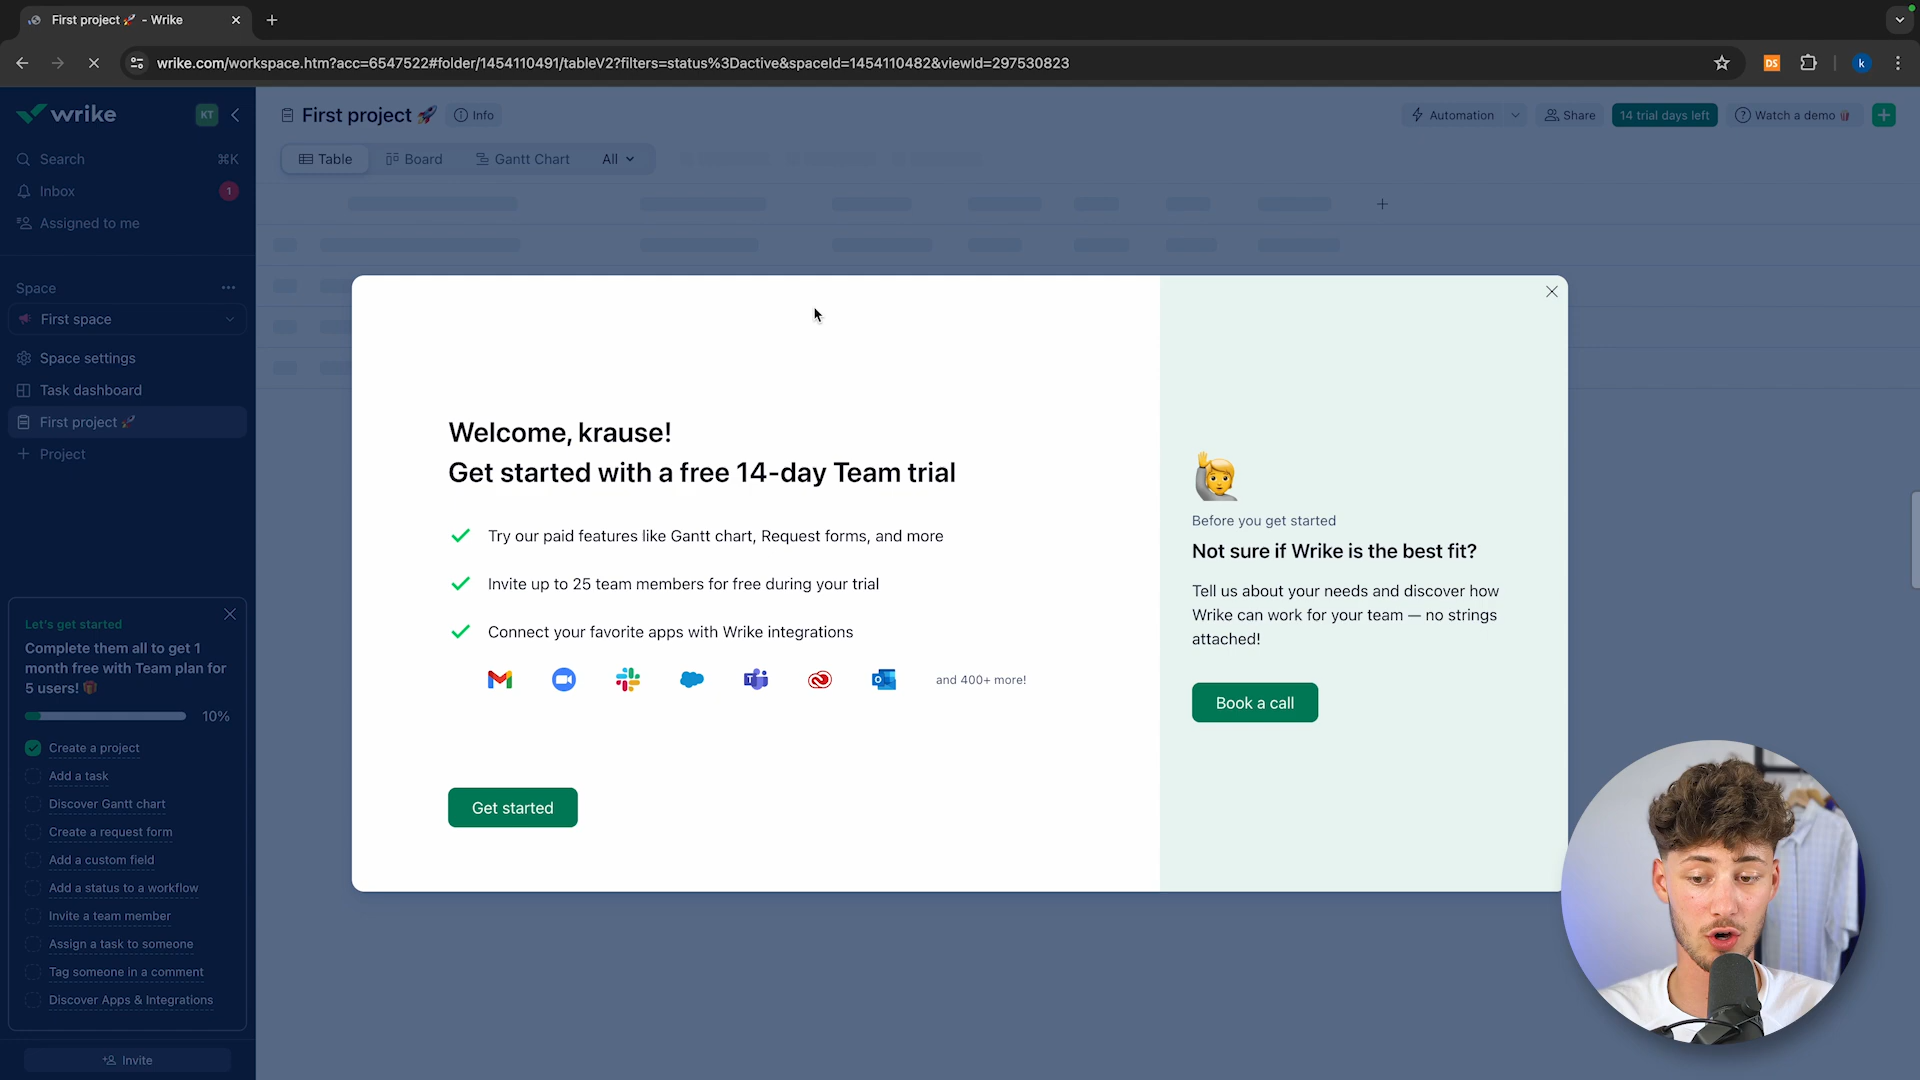 First project 🚀 - Wrike
wrike.com/workspace.htm?acc=6547522#folder/1454110491/tableV2?filters=status%3Dactive&spaceId=1454110482&viewId=297530823
DS
k
wrike
KT
First project 🚀
Info
Automation
Share
14 trial days left
Watch a demo 🍿
Search
⌘K
Table
Board
Gantt Chart
All
Inbox
1
Assigned to me
Space
First space
Space settings
Task dashboard
First project 🚀
Project
Welcome, krause!
Get started with a free 14-day Team trial
Try our paid features like Gantt chart, Request forms, and more
Invite up to 25 team members for free during your trial
Connect your favorite apps with Wrike integrations
and 400+ more!
Get started
Before you get started
Not sure if Wrike is the best fit?
Tell us about your needs and discover how
Wrike can work for your team — no strings
attached!
Book a call
Let's get started
Complete them all to get 1
month free with Team plan for
5 users! 🎁
10%
Create a project
Add a task
Discover Gantt chart
Create a request form
Add a custom field
Add a status to a workflow
Invite a team member
Assign a task to someone
Tag someone in a comment
Discover Apps & Integrations
Invite